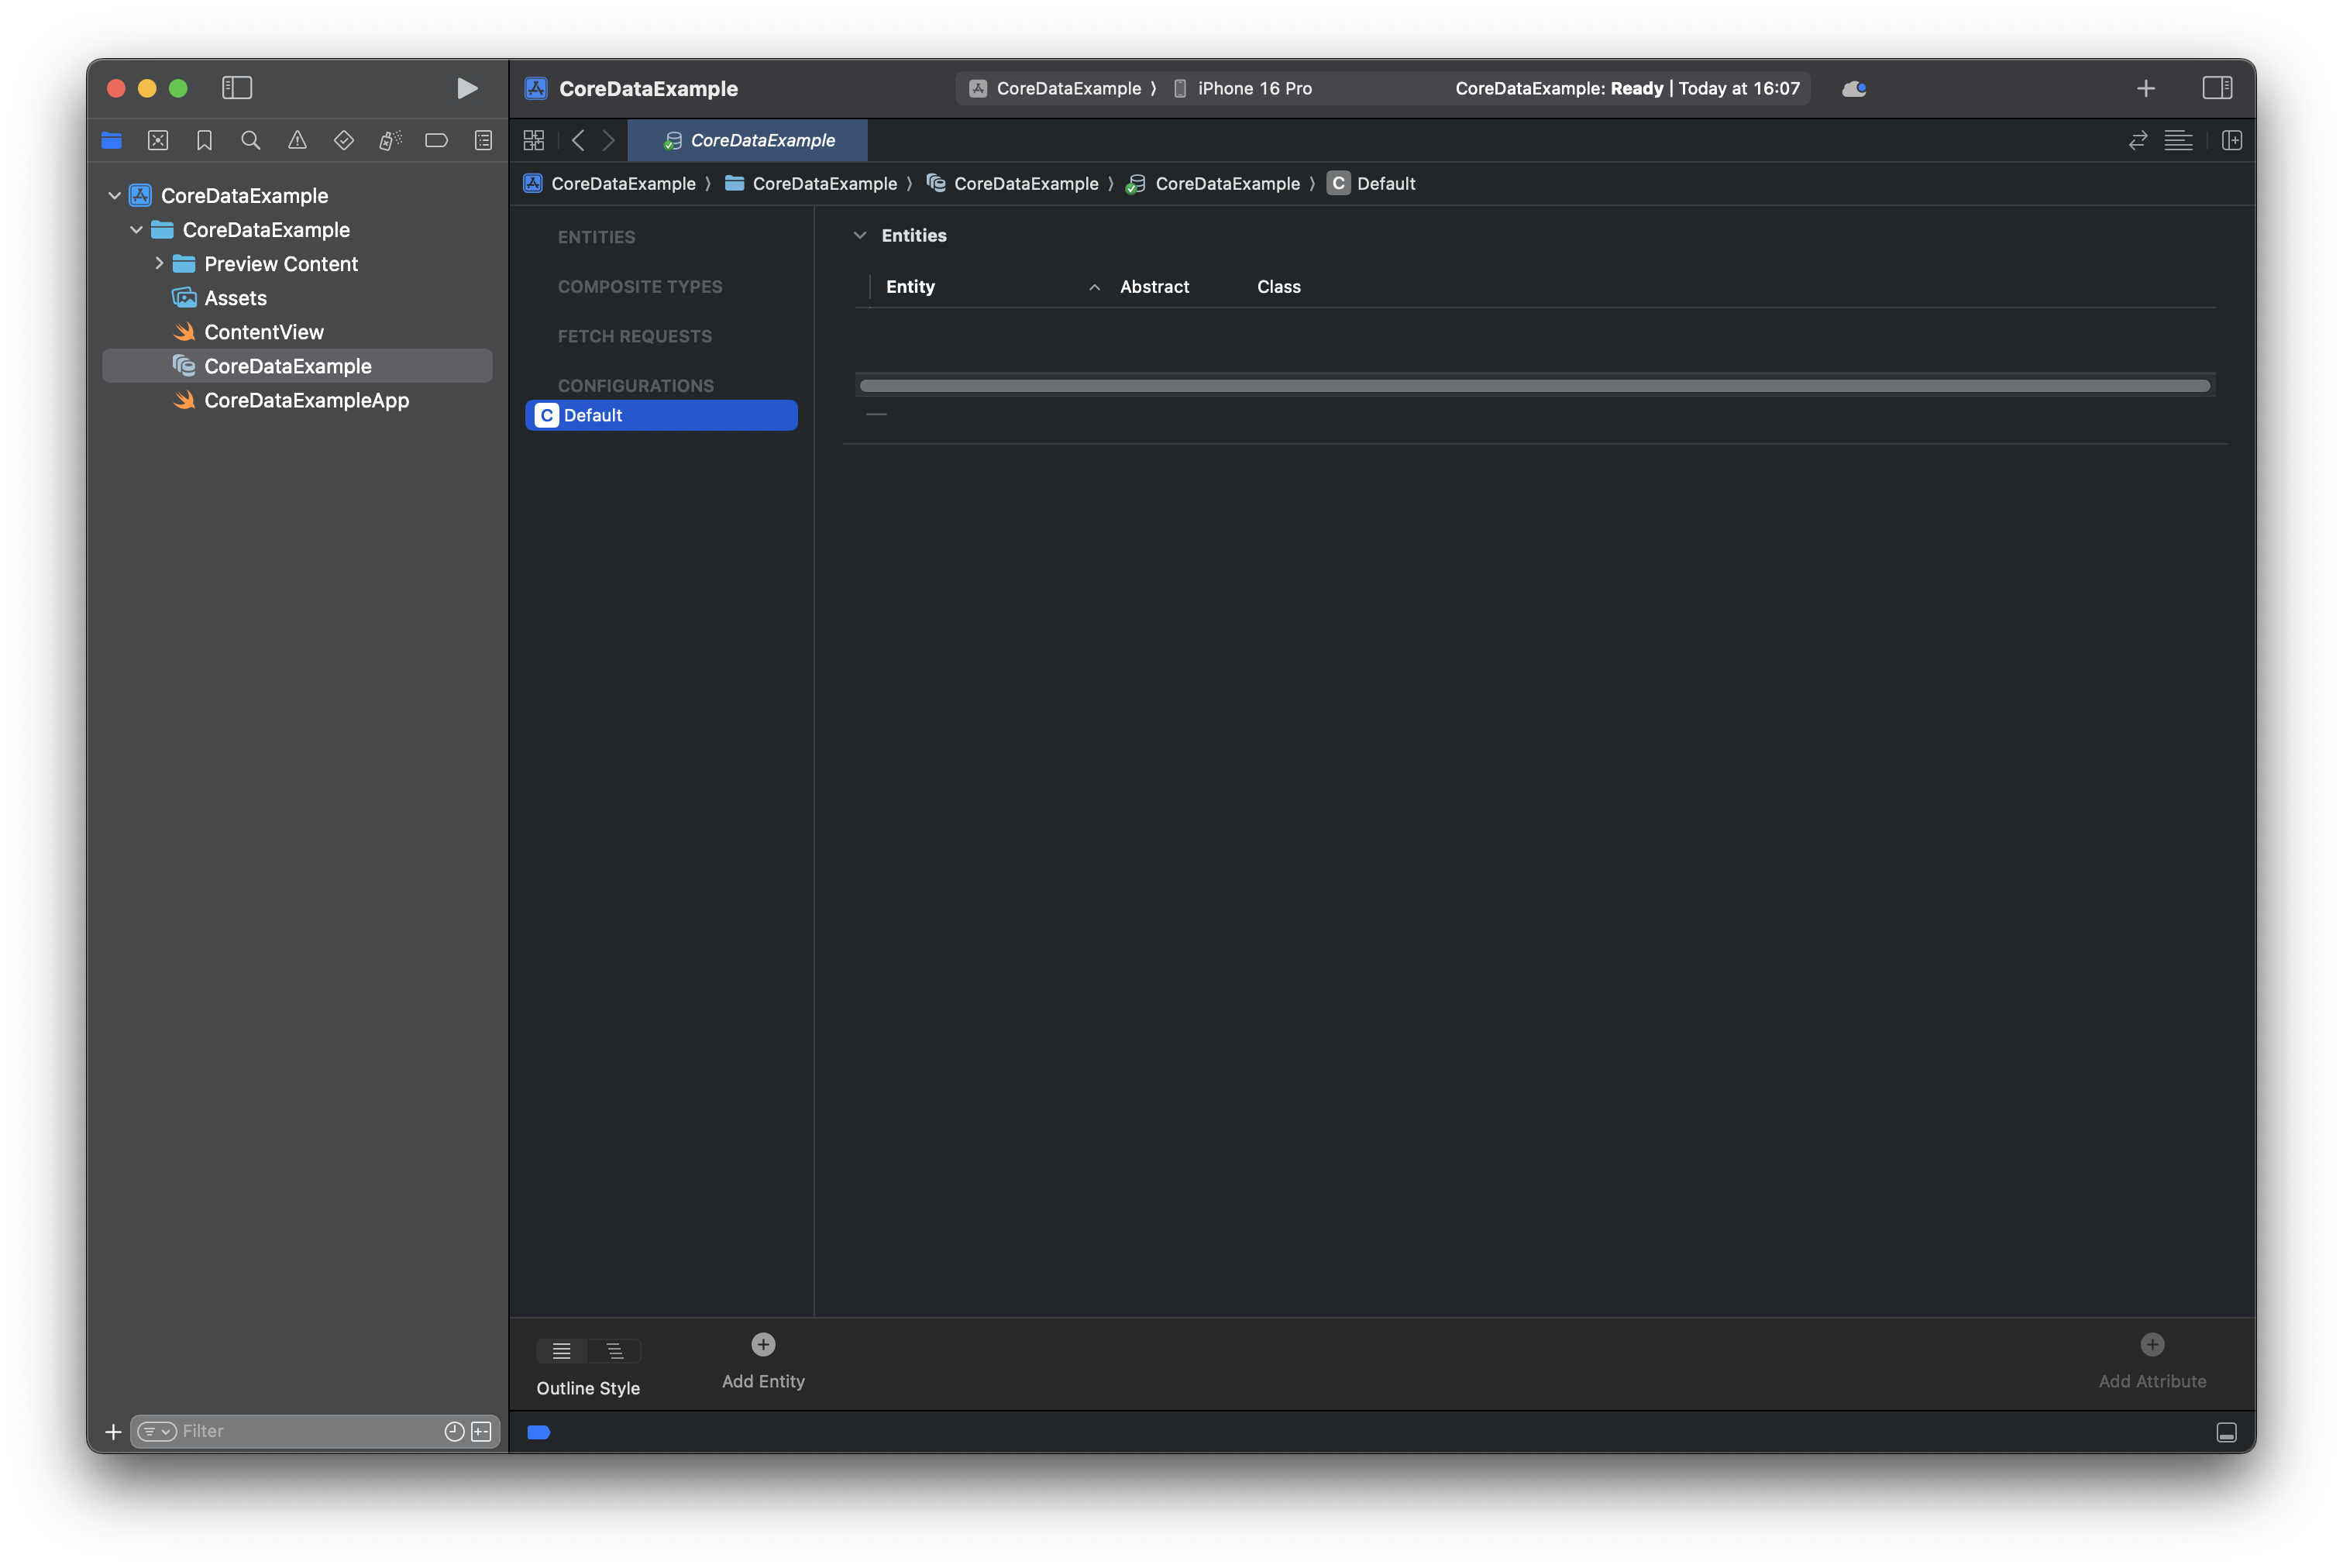 CoreDataExample
CoreDataExample ⟩ iPhone 16 Pro
CoreDataExample: Ready | Today at 16:07
CoreDataExample
CoreDataExample ⟩ CoreDataExample ⟩ CoreDataExample ⟩ CoreDataExample ⟩ C Default
CoreDataExample
CoreDataExample
Preview Content
Assets
ContentView
CoreDataExample
CoreDataExampleApp
Filter
ENTITIES
COMPOSITE TYPES
FETCH REQUESTS
CONFIGURATIONS
C Default
Entities
Entity Abstract Class
Outline Style
Add Entity
Add Attribute